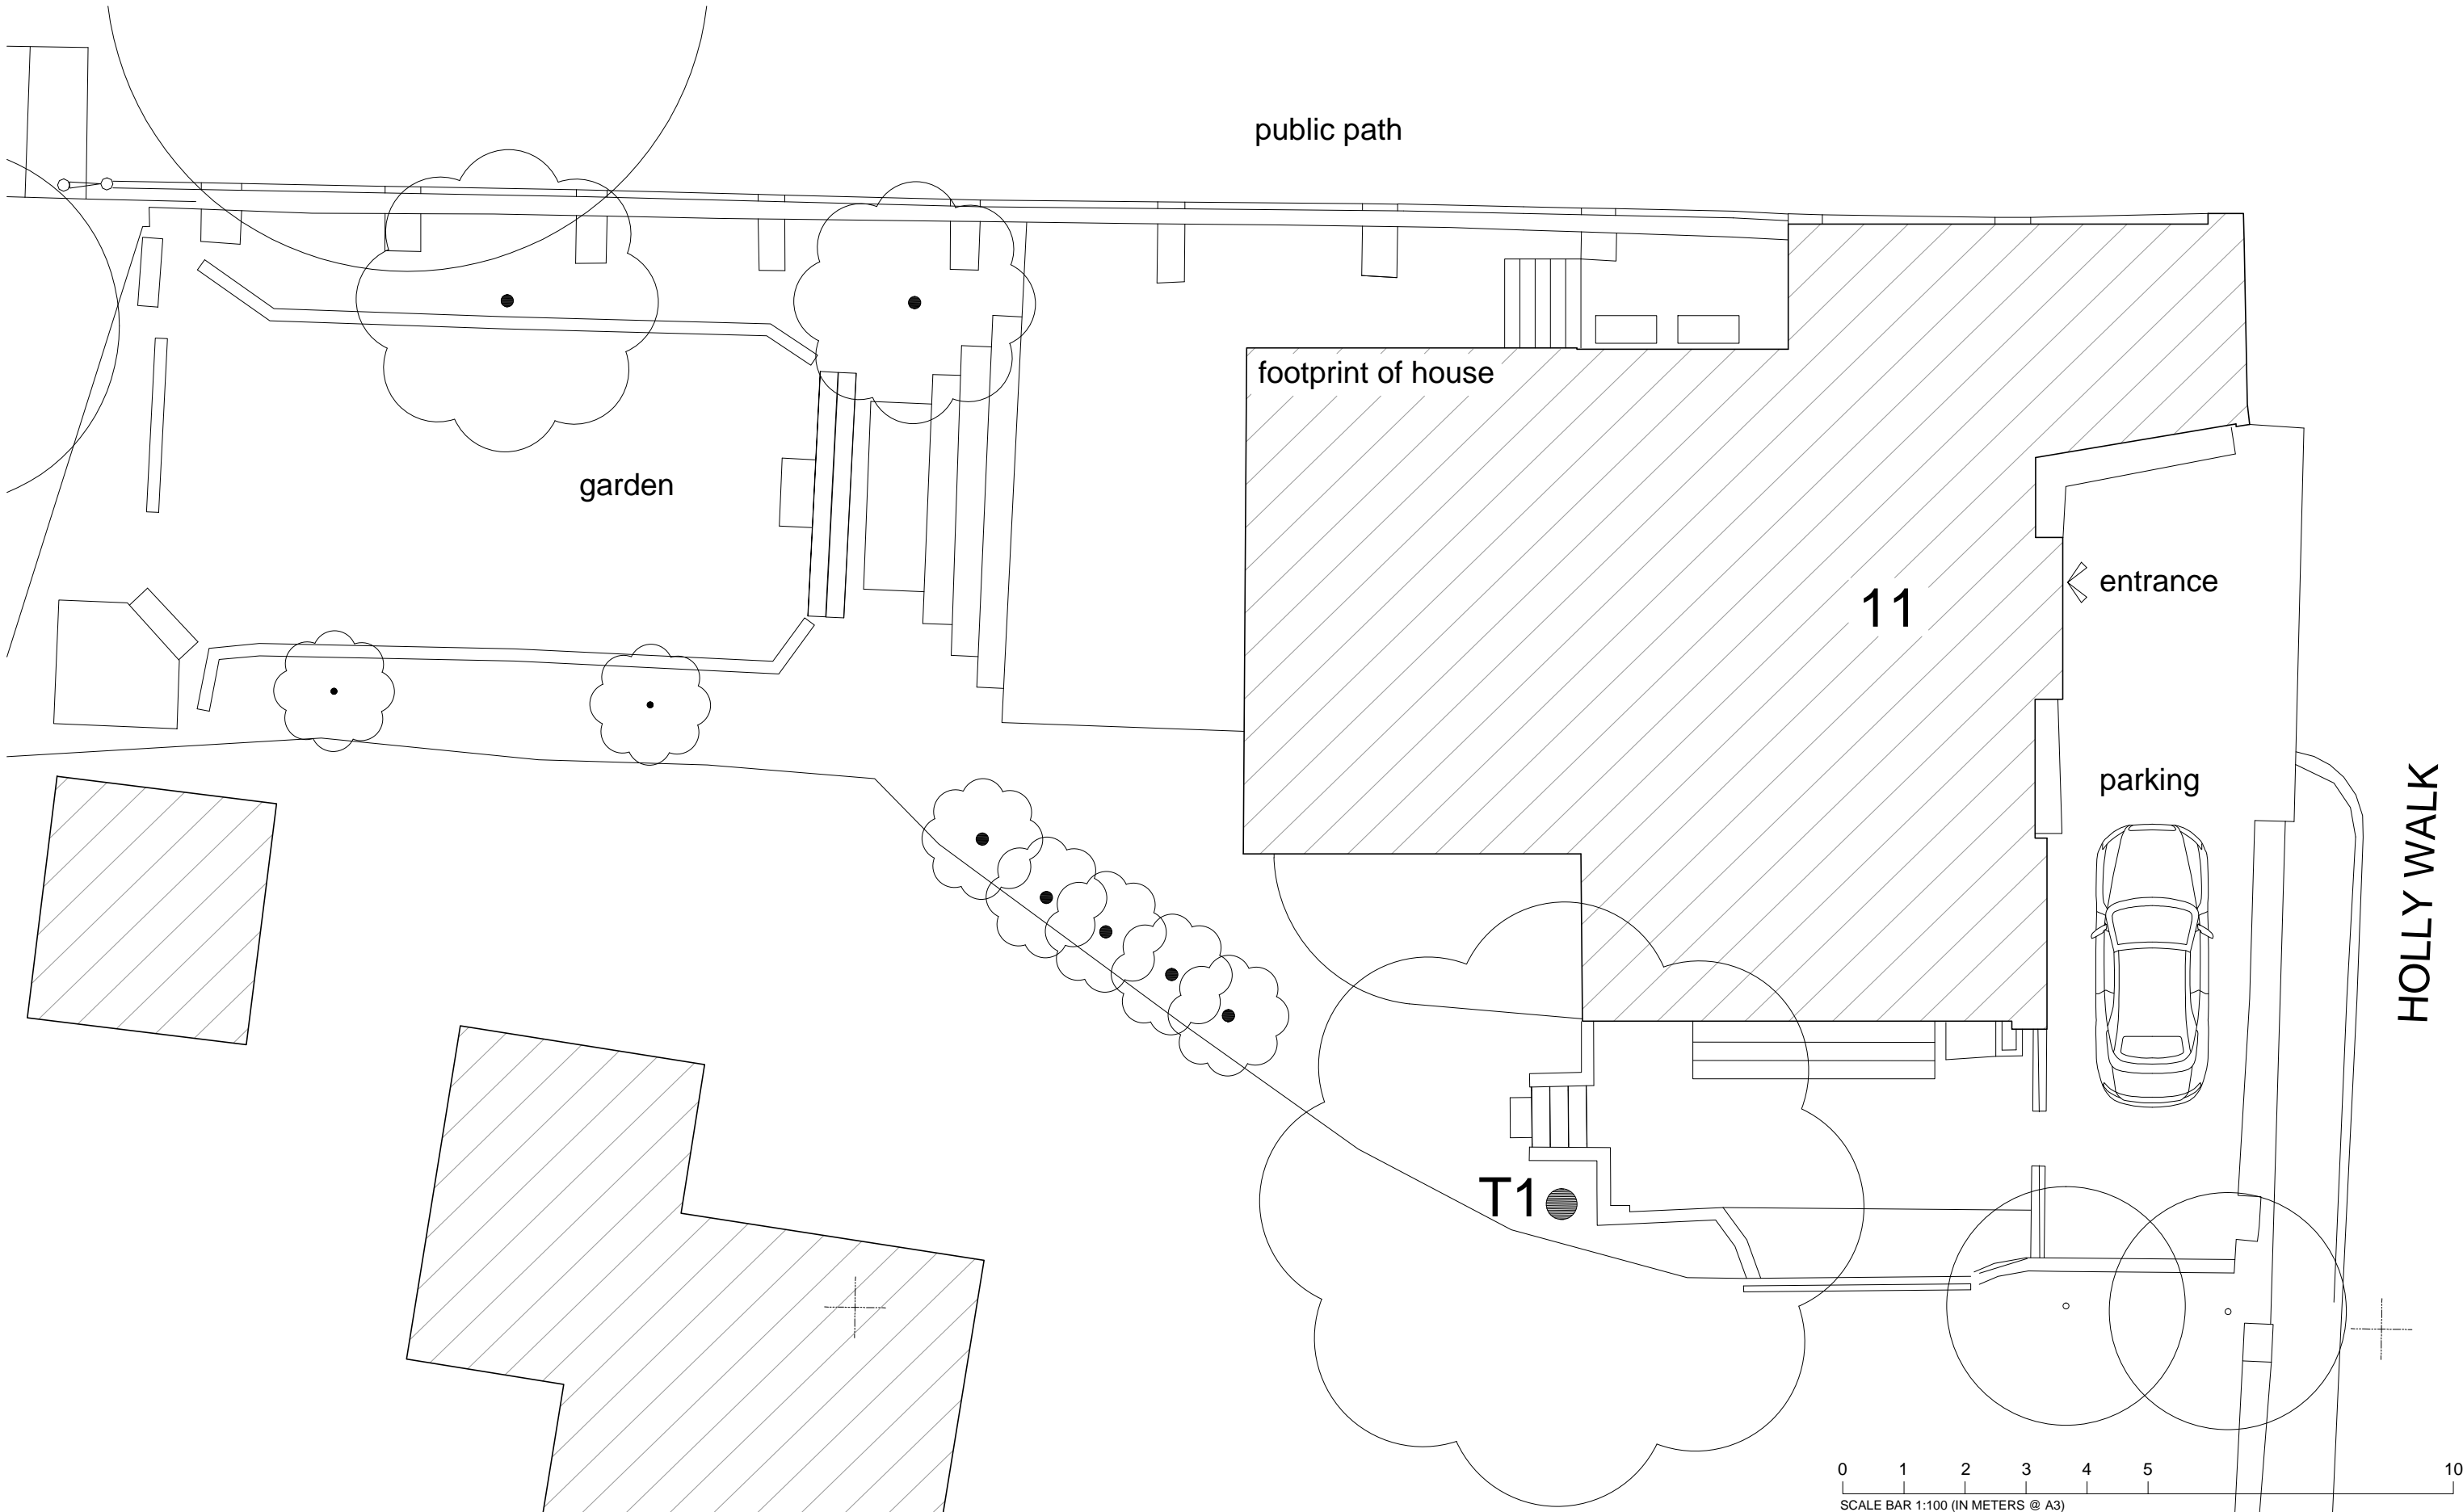 public path
footprint of house
garden
11
entrance
parking
HOLLY WALK
T1
0 1 2 3 4 5 10
SCALE BAR 1:100 (IN METERS @ A3)